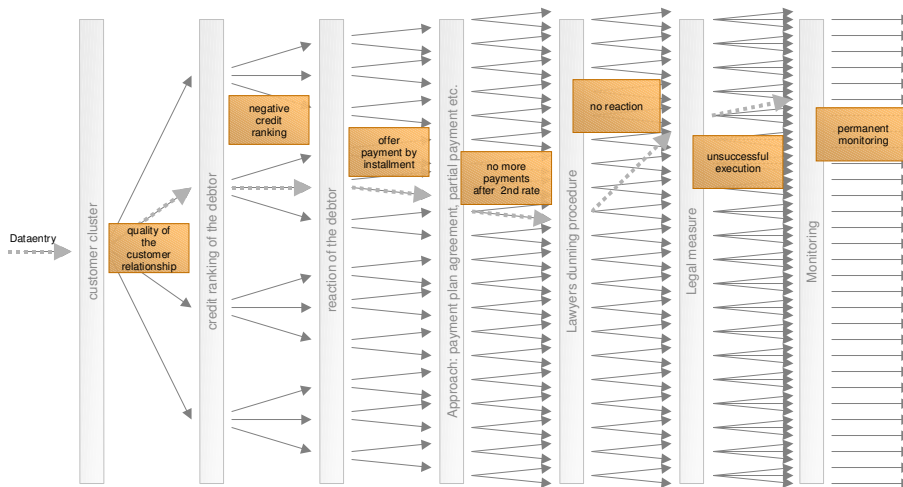 Dataentry
customer cluster
quality of
the
customer
relationship
credit ranking of the debtor
negative
credit
ranking
reaction of the debtor
offer
payment by
installment
Approach: payment plan agreement, partial payment etc.
no more
payments
after 2nd rate
Lawyers dunning procedure
no reaction
Legal measure
unsuccessful
execution
Monitoring
permanent
monitoring